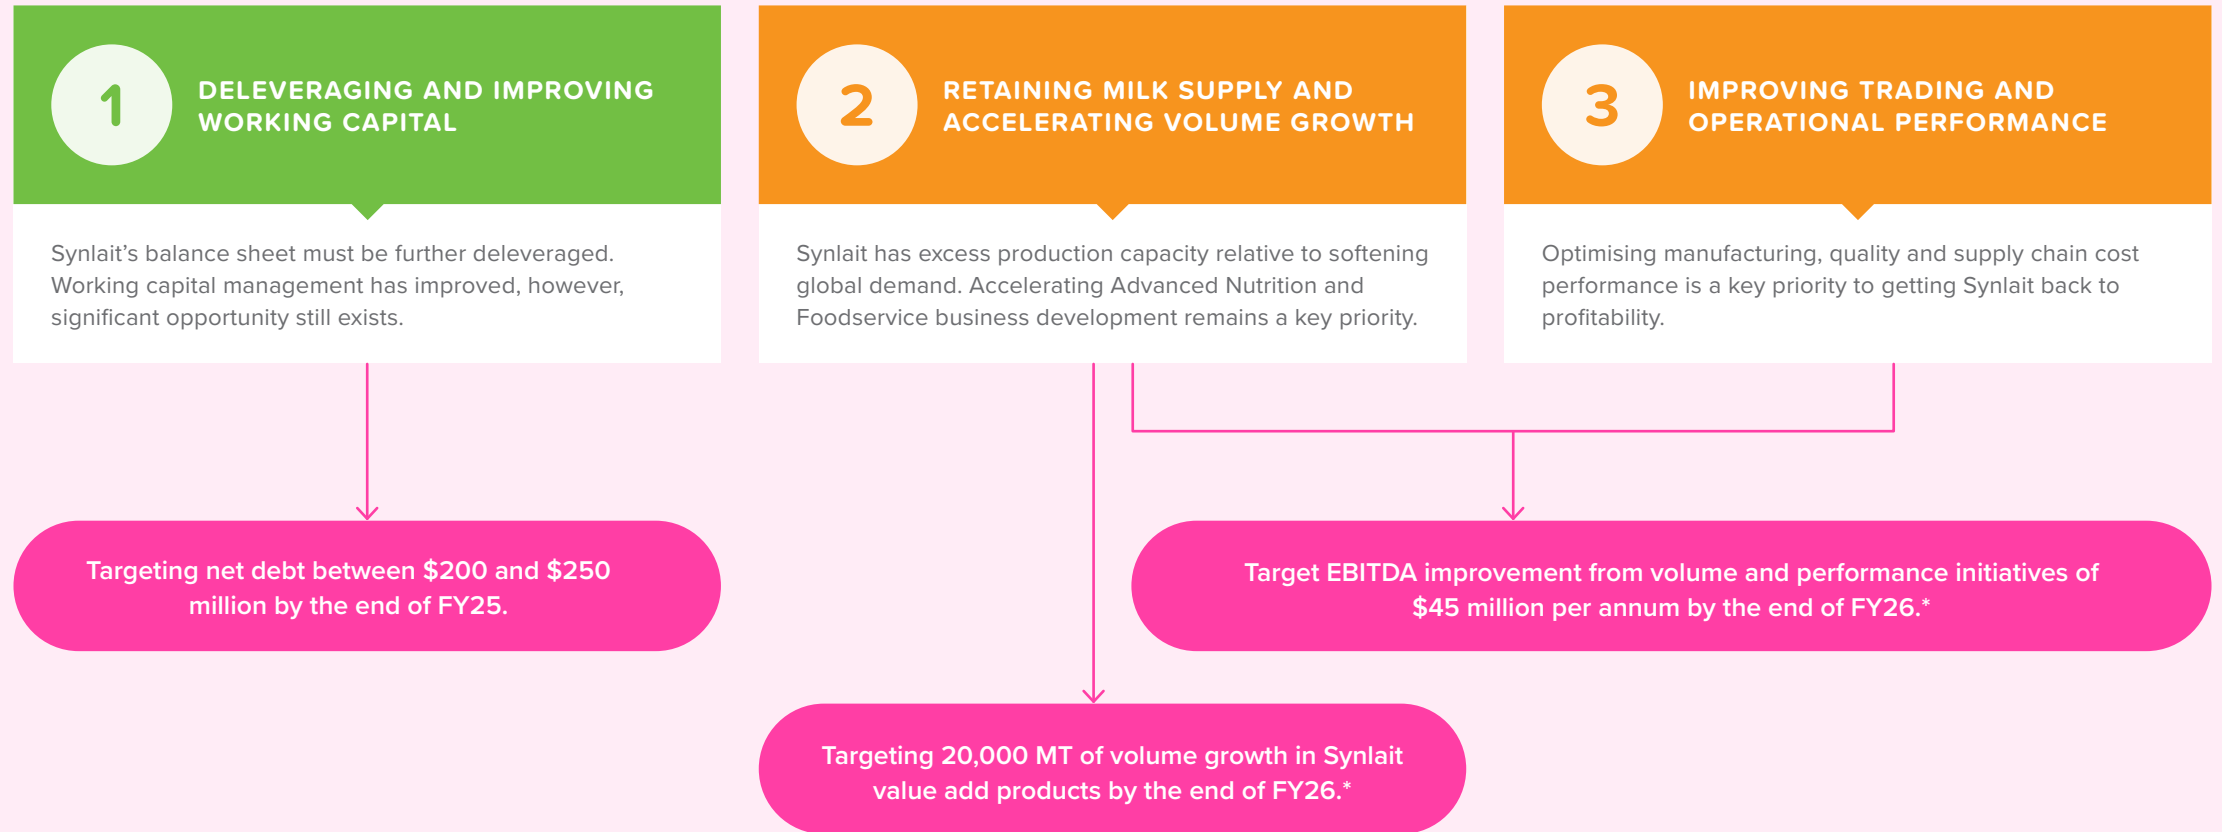 1
DELEVERAGING AND IMPROVING
WORKING CAPITAL
Synlait’s balance sheet must be further deleveraged.
Working capital management has improved, however,
significant opportunity still exists.
2
RETAINING MILK SUPPLY AND
ACCELERATING VOLUME GROWTH
Synlait has excess production capacity relative to softening
global demand. Accelerating Advanced Nutrition and
Foodservice business development remains a key priority.
3
IMPROVING TRADING AND
OPERATIONAL PERFORMANCE
Optimising manufacturing, quality and supply chain cost
performance is a key priority to getting Synlait back to
profitability.
Targeting net debt between $200 and $250
million by the end of FY25.
Target EBITDA improvement from volume and performance initiatives of
$45 million per annum by the end of FY26.*
Targeting 20,000 MT of volume growth in Synlait
value add products by the end of FY26.*